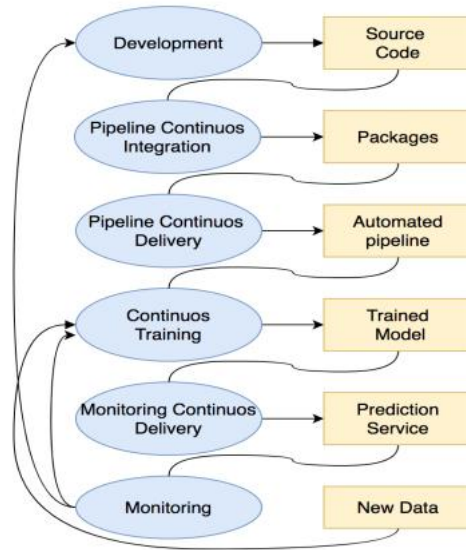 Development
Source
Code
Pipeline Continuos
Integration
Packages
Pipeline Continuos
Delivery
Automated
pipeline
Continuos
Training
Trained
Model
Monitoring Continuos
Delivery
Prediction
Service
Monitoring
New Data